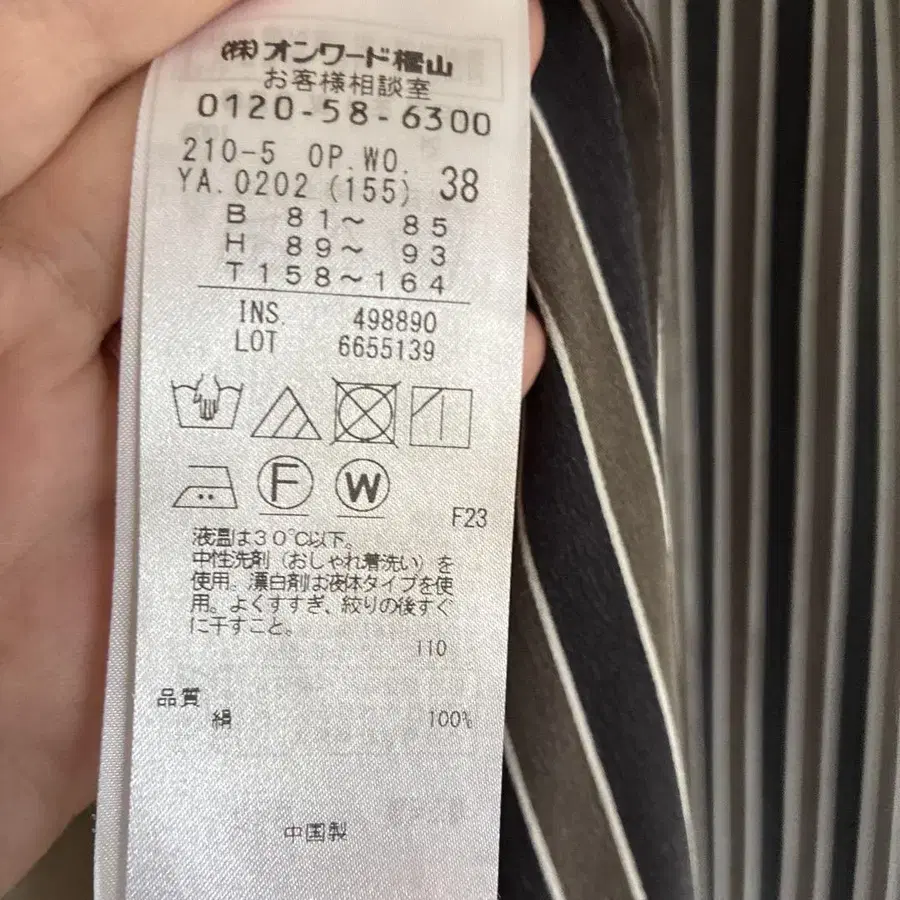 (株)オンワード樫山
お客様相談室
0120-58-6300
210-5 OP.WO.
YA.0202 (155) 38
B 81～ 85
H 89～ 93
T158～164
INS. 498890
LOT 6655139
F W
F23
液温は30℃以下。
中性洗剤（おしゃれ着洗い）を
使用。漂白剤は液体タイプを使
用。よくすすぎ、絞りの後すぐ
に干すこと。
110
品質
絹 100%
中国製